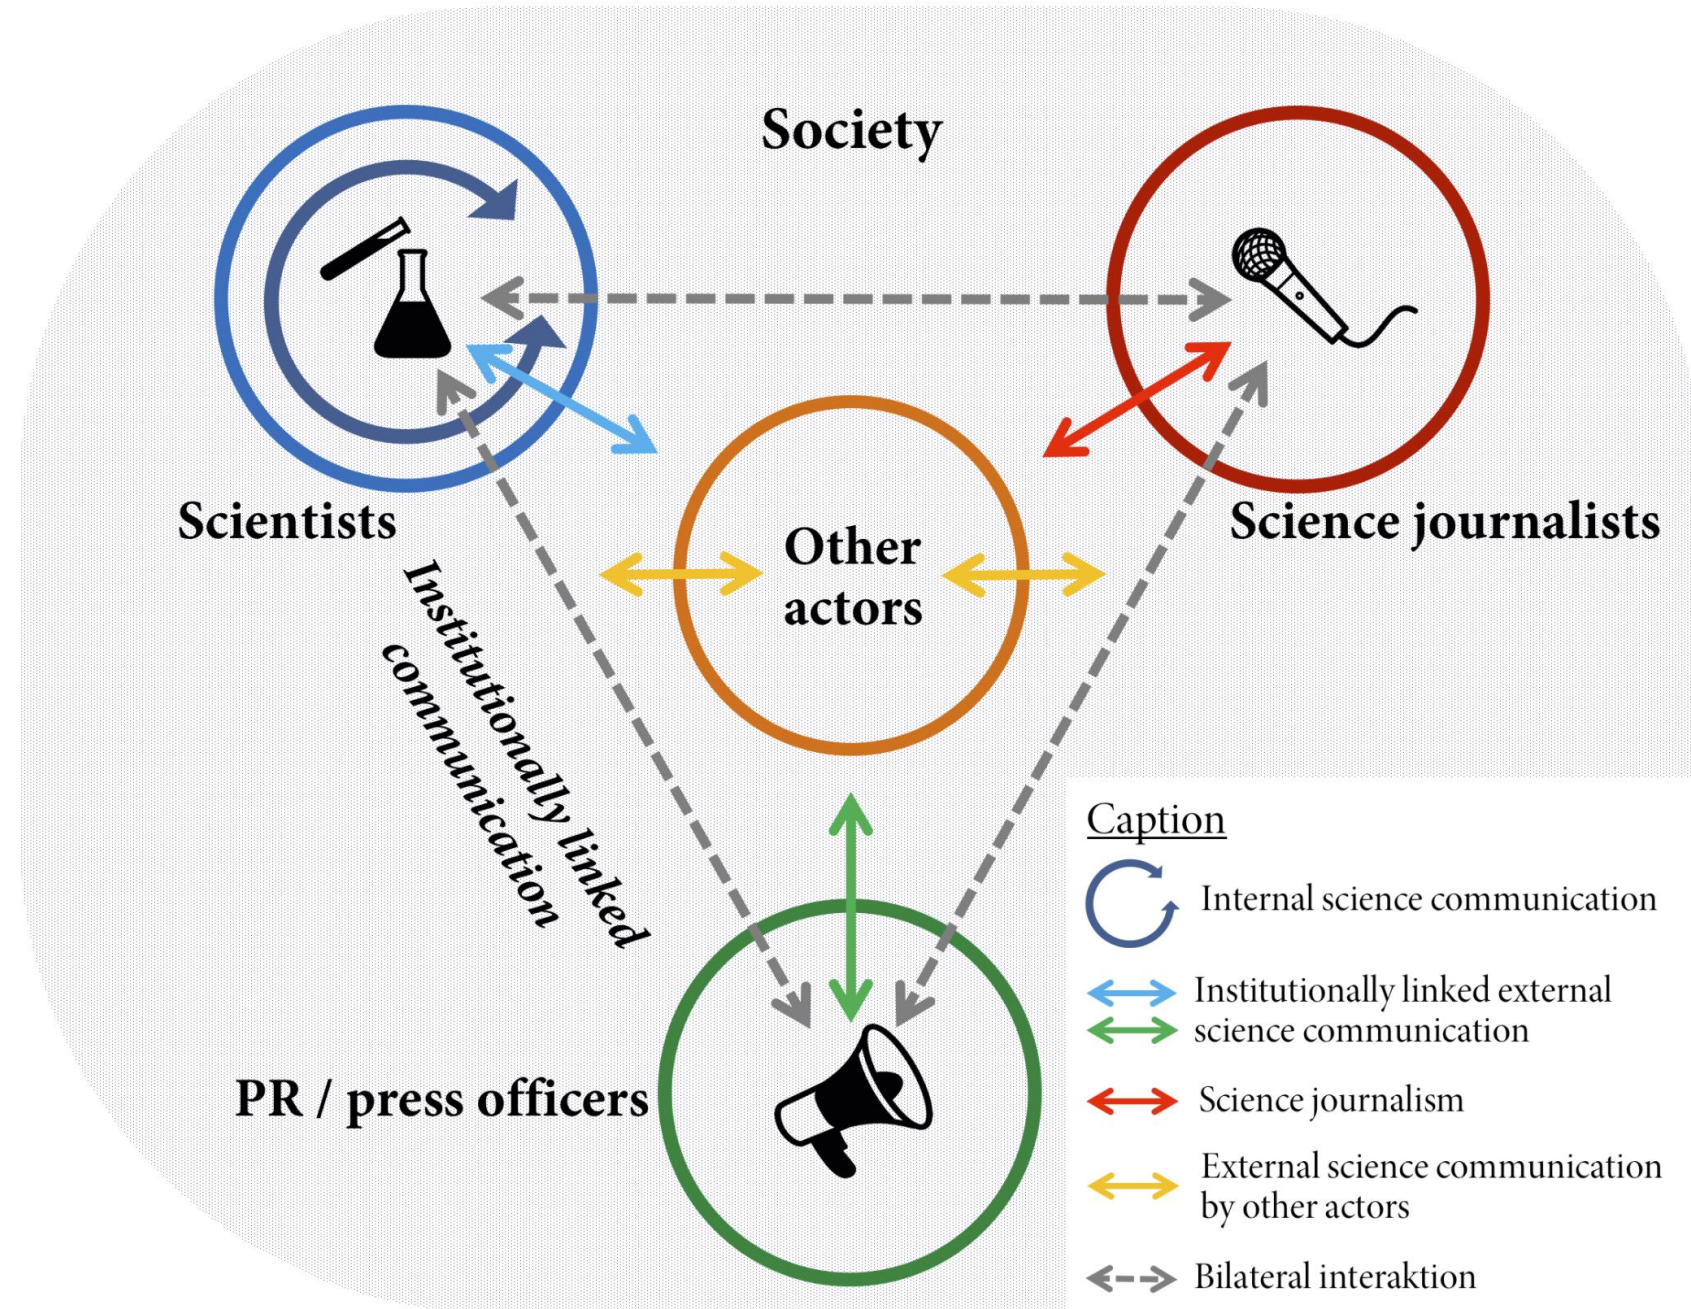 Society
Scientists
Science journalists
Other
actors
Institutionally linked
communication
PR / press officers
Caption
Internal science communication
Institutionally linked external
science communication
Science journalism
External science communication
by other actors
Bilateral interaktion